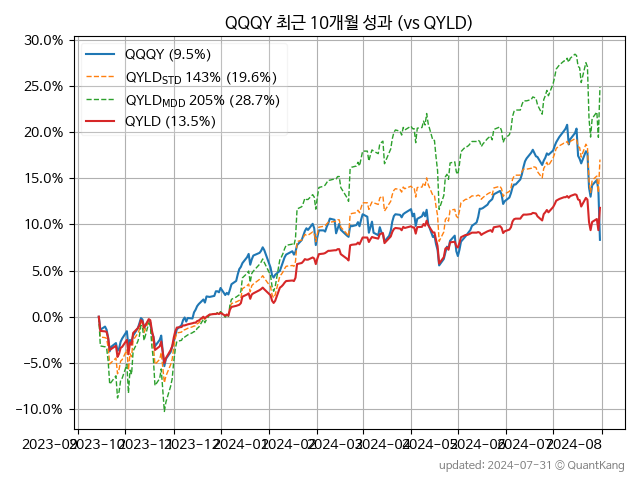 QQQY 최근 10개월 성과 (vs QYLD)
30.0%
25.0%
20.0%
15.0%
10.0%
5.0%
0.0%
−5.0%
−10.0%
QQQY (9.5%)
QYLDSTD 143% (19.6%)
QYLDMDD 205% (28.7%)
QYLD (13.5%)
2023-09 2023-10 2023-11 2023-12 2024-01 2024-02 2024-03 2024-04 2024-05 2024-06 2024-07 2024-08
updated: 2024-07-31 © QuantKang